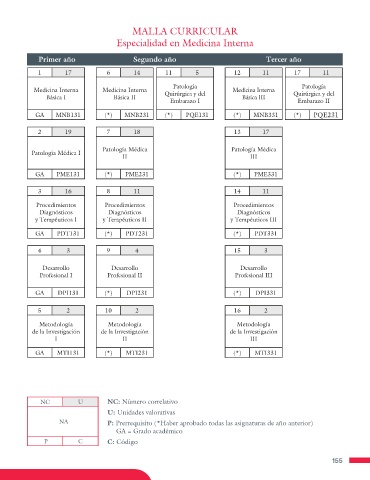 MALLA CURRICULAR
Especialidad en Medicina Interna
Primer año Segundo año Tercer año
1 17 6 14 11 5 12 11 17 11
Medicina Interna Básica I
Medicina Interna Básica II
Patología Quirúrgica y del Embarazo I
Medicina Interna Básica III
Patología Quirúrgica y del Embarazo II
GA MNB131 (*) MNB231 (*) PQE131 (*) MNB331 (*) PQE231
2 19 7 18 13 17
Patología Médica I
Patología Médica II
Patología Médica III
GA PME131 (*) PME231 (*) PME331
3 16 8 11 14 11
Procedimientos Diagnósticos y Terapéuticos I
Procedimientos Diagnósticos y Terapéuticos II
Procedimientos Diagnósticos y Terapéuticos III
GA PDT131 (*) PDT231 (*) PDT331
4 3 9 4 15 3
Desarrollo Profesional I
Desarrollo Profesional II
Desarrollo Profesional III
GA DPI131 (*) DPI231 (*) DPI331
5 2 10 2 16 2
Metodología de la Investigación I
Metodología de la Investigación II
Metodología de la Investigación III
GA MTI131 (*) MTI231 (*) MTI331
NC U
NA
P C
NC: Número correlativo
U: Unidades valorativas
P: Prerrequisito (*Haber aprobado todas las asignaturas de año anterior)
GA = Grado académico
C: Código
155